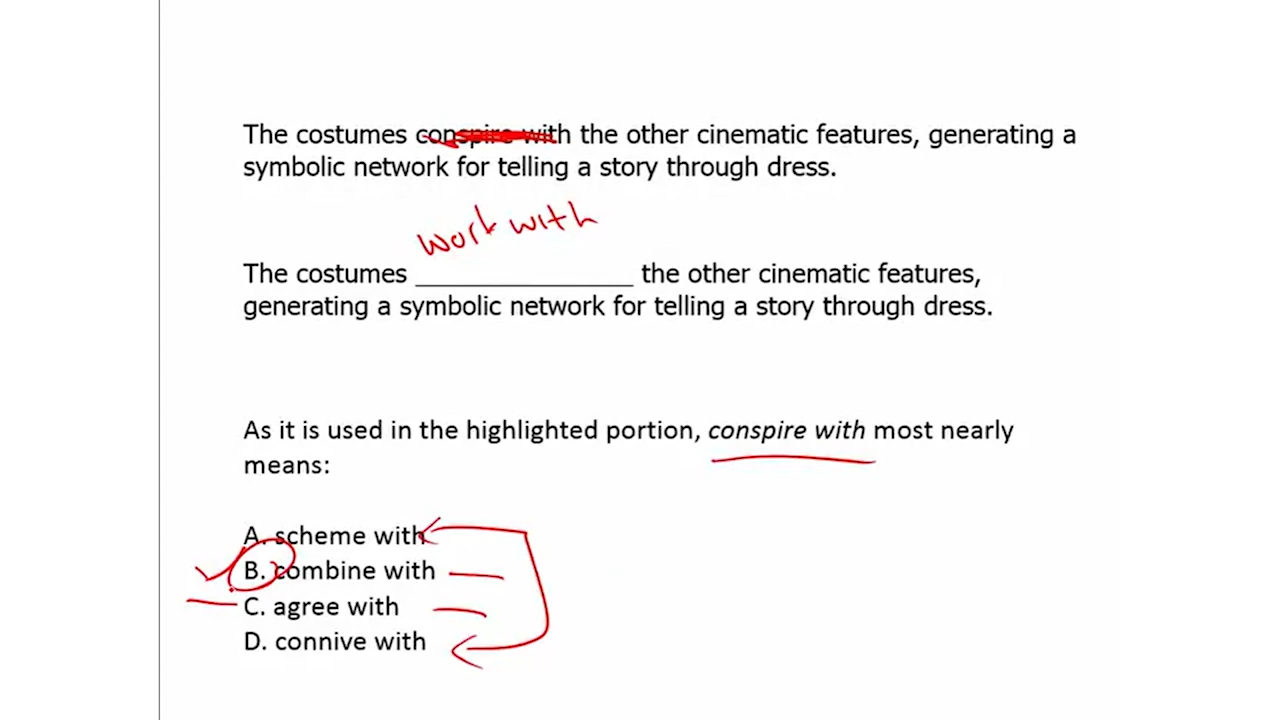 The costumes conspire with the other cinematic features, generating a
symbolic network for telling a story through dress.
work with
The costumes ________________ the other cinematic features,
generating a symbolic network for telling a story through dress.
As it is used in the highlighted portion, conspire with most nearly
means:
A. scheme with
B. combine with
C. agree with
D. connive with